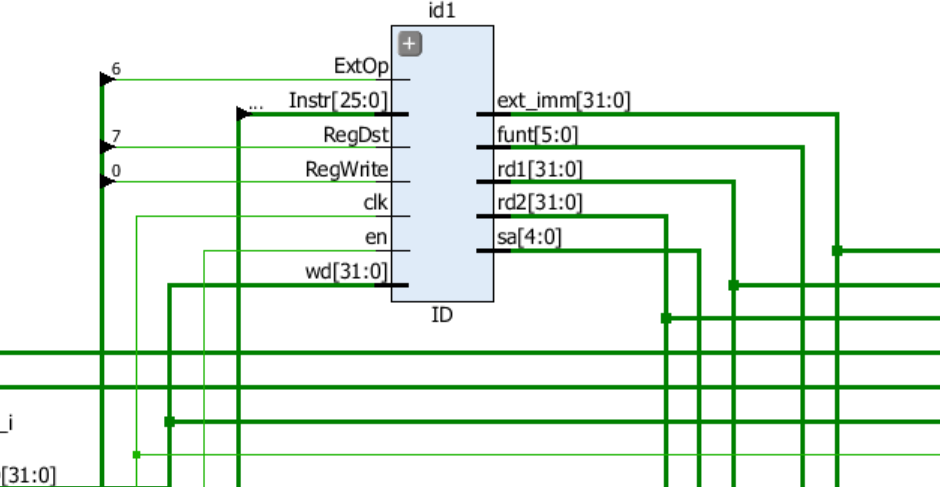 id1
+
6
ExtOp
... Instr[25:0]
ext_imm[31:0]
7
RegDst
funt[5:0]
0
RegWrite
rd1[31:0]
clk
rd2[31:0]
en
sa[4:0]
wd[31:0]
ID
_i
[31:0]